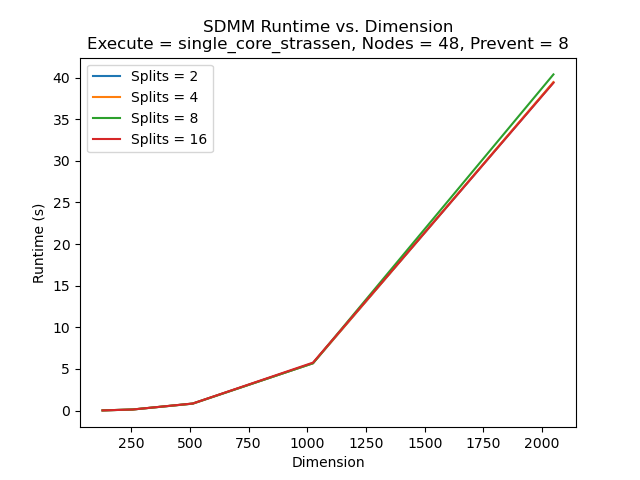 SDMM Runtime vs. Dimension
Execute = single_core_strassen, Nodes = 48, Prevent = 8
Splits = 2
Splits = 4
Splits = 8
Splits = 16
Runtime (s)
40
35
30
25
20
15
10
5
0
250 500 750 1000 1250 1500 1750 2000
Dimension